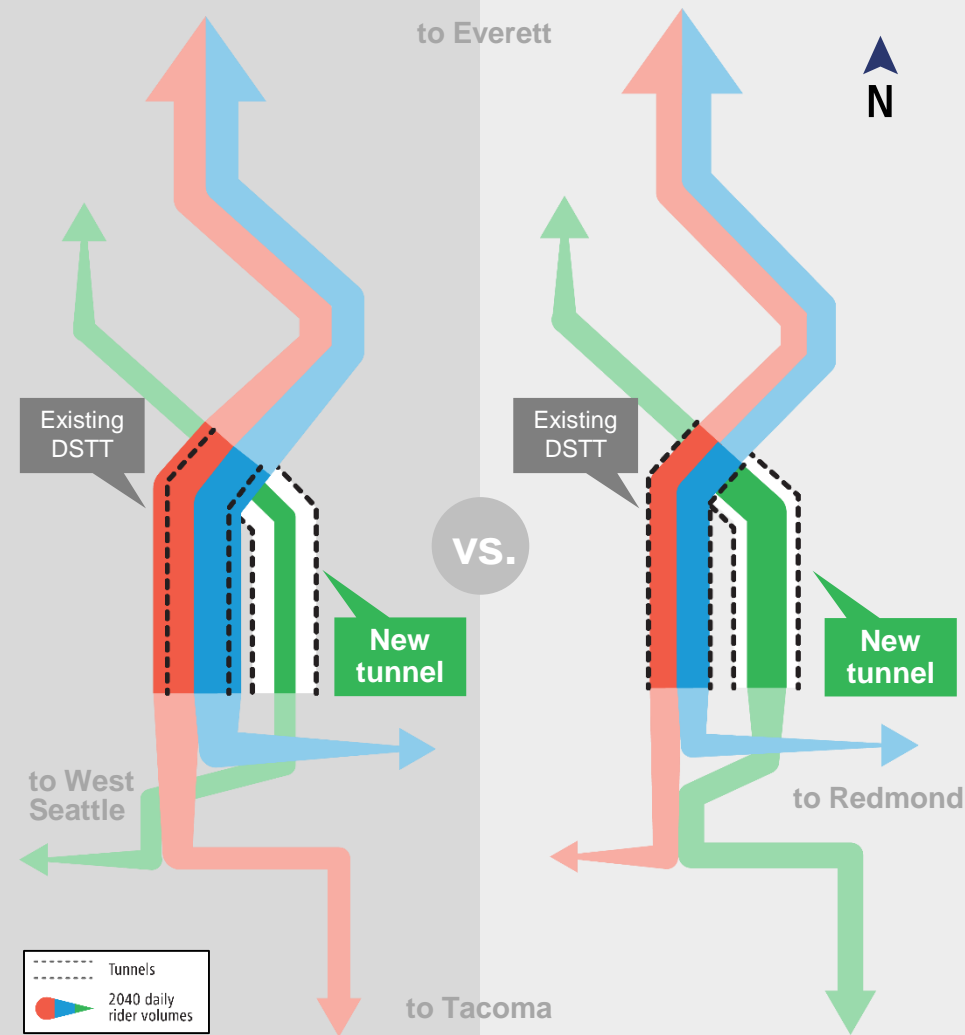 to Everett
N
Existing
DSTT
Existing
DSTT
vs.
New
tunnel
New
tunnel
to West
Seattle
to Redmond
Tunnels
2040 daily
rider volumes
to Tacoma